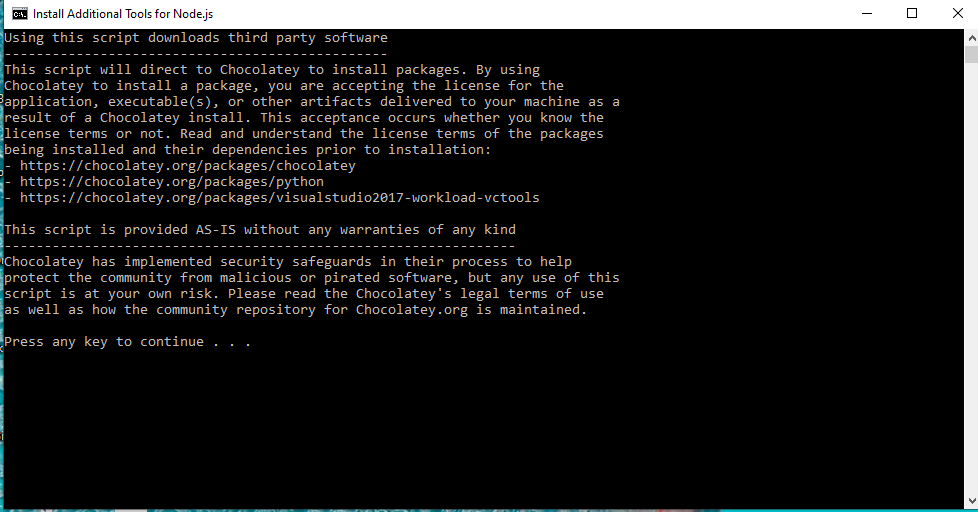 Install Additional Tools for Node.js
Using this script downloads third party software
------------------------------------------------
This script will direct to Chocolatey to install packages. By using
Chocolatey to install a package, you are accepting the license for the
application, executable(s), or other artifacts delivered to your machine as a
result of a Chocolatey install. This acceptance occurs whether you know the
license terms or not. Read and understand the license terms of the packages
being installed and their dependencies prior to installation:
- https://chocolatey.org/packages/chocolatey
- https://chocolatey.org/packages/python
- https://chocolatey.org/packages/visualstudio2017-workload-vctools
This script is provided AS-IS without any warranties of any kind
----------------------------------------------------------------
Chocolatey has implemented security safeguards in their process to help
protect the community from malicious or pirated software, but any use of this
script is at your own risk. Please read the Chocolatey's legal terms of use
as well as how the community repository for Chocolatey.org is maintained.
Press any key to continue . . .